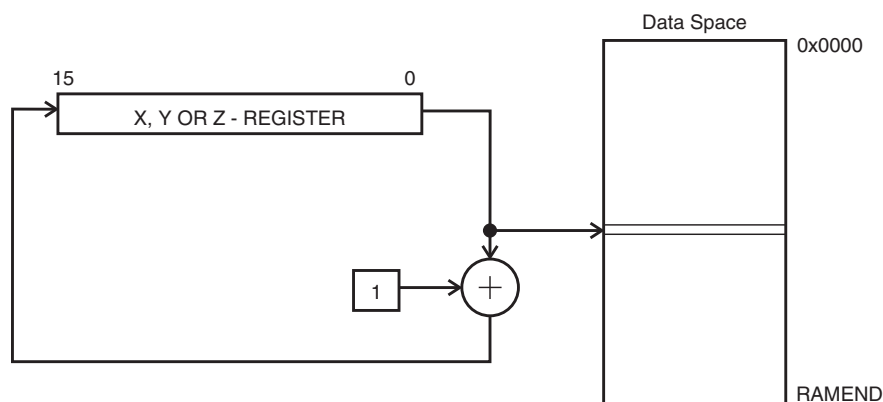 Data Space
0x0000
15 0
X, Y OR Z - REGISTER
1
+
RAMEND